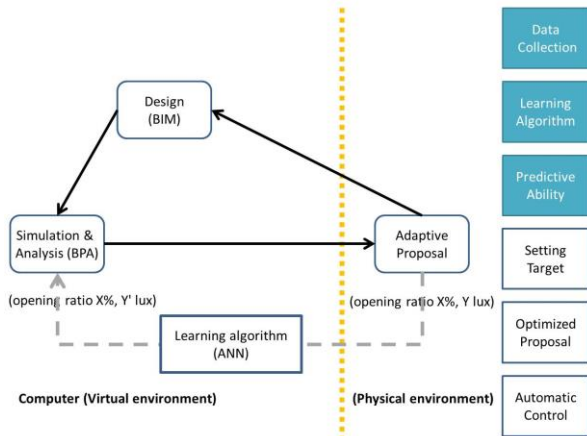 Design
(BIM)
Simulation &
Analysis (BPA)
Adaptive
Proposal
(opening ratio X%, Y' lux)
(opening ratio X%, Y lux)
Learning algorithm
(ANN)
Computer (Virtual environment)
(Physical environment)
Data
Collection
Learning
Algorithm
Predictive
Ability
Setting
Target
Optimized
Proposal
Automatic
Control